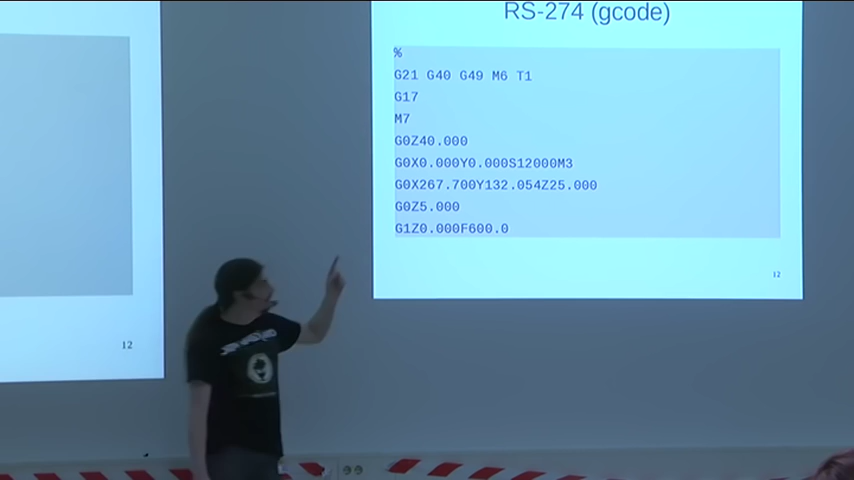 RS-274 (gcode)
%
G21 G40 G49 M6 T1
G17
M7
G0Z40.000
G0X0.000Y0.000S12000M3
G0X267.700Y132.054Z25.000
G0Z5.000
G1Z0.000F600.0
12
12